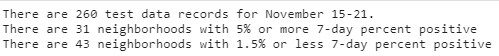 There are 260 test data records for November 15-21.
There are 31 neighborhoods with 5% or more 7-day percent positive
There are 43 neighborhoods with 1.5% or less 7-day percent positive